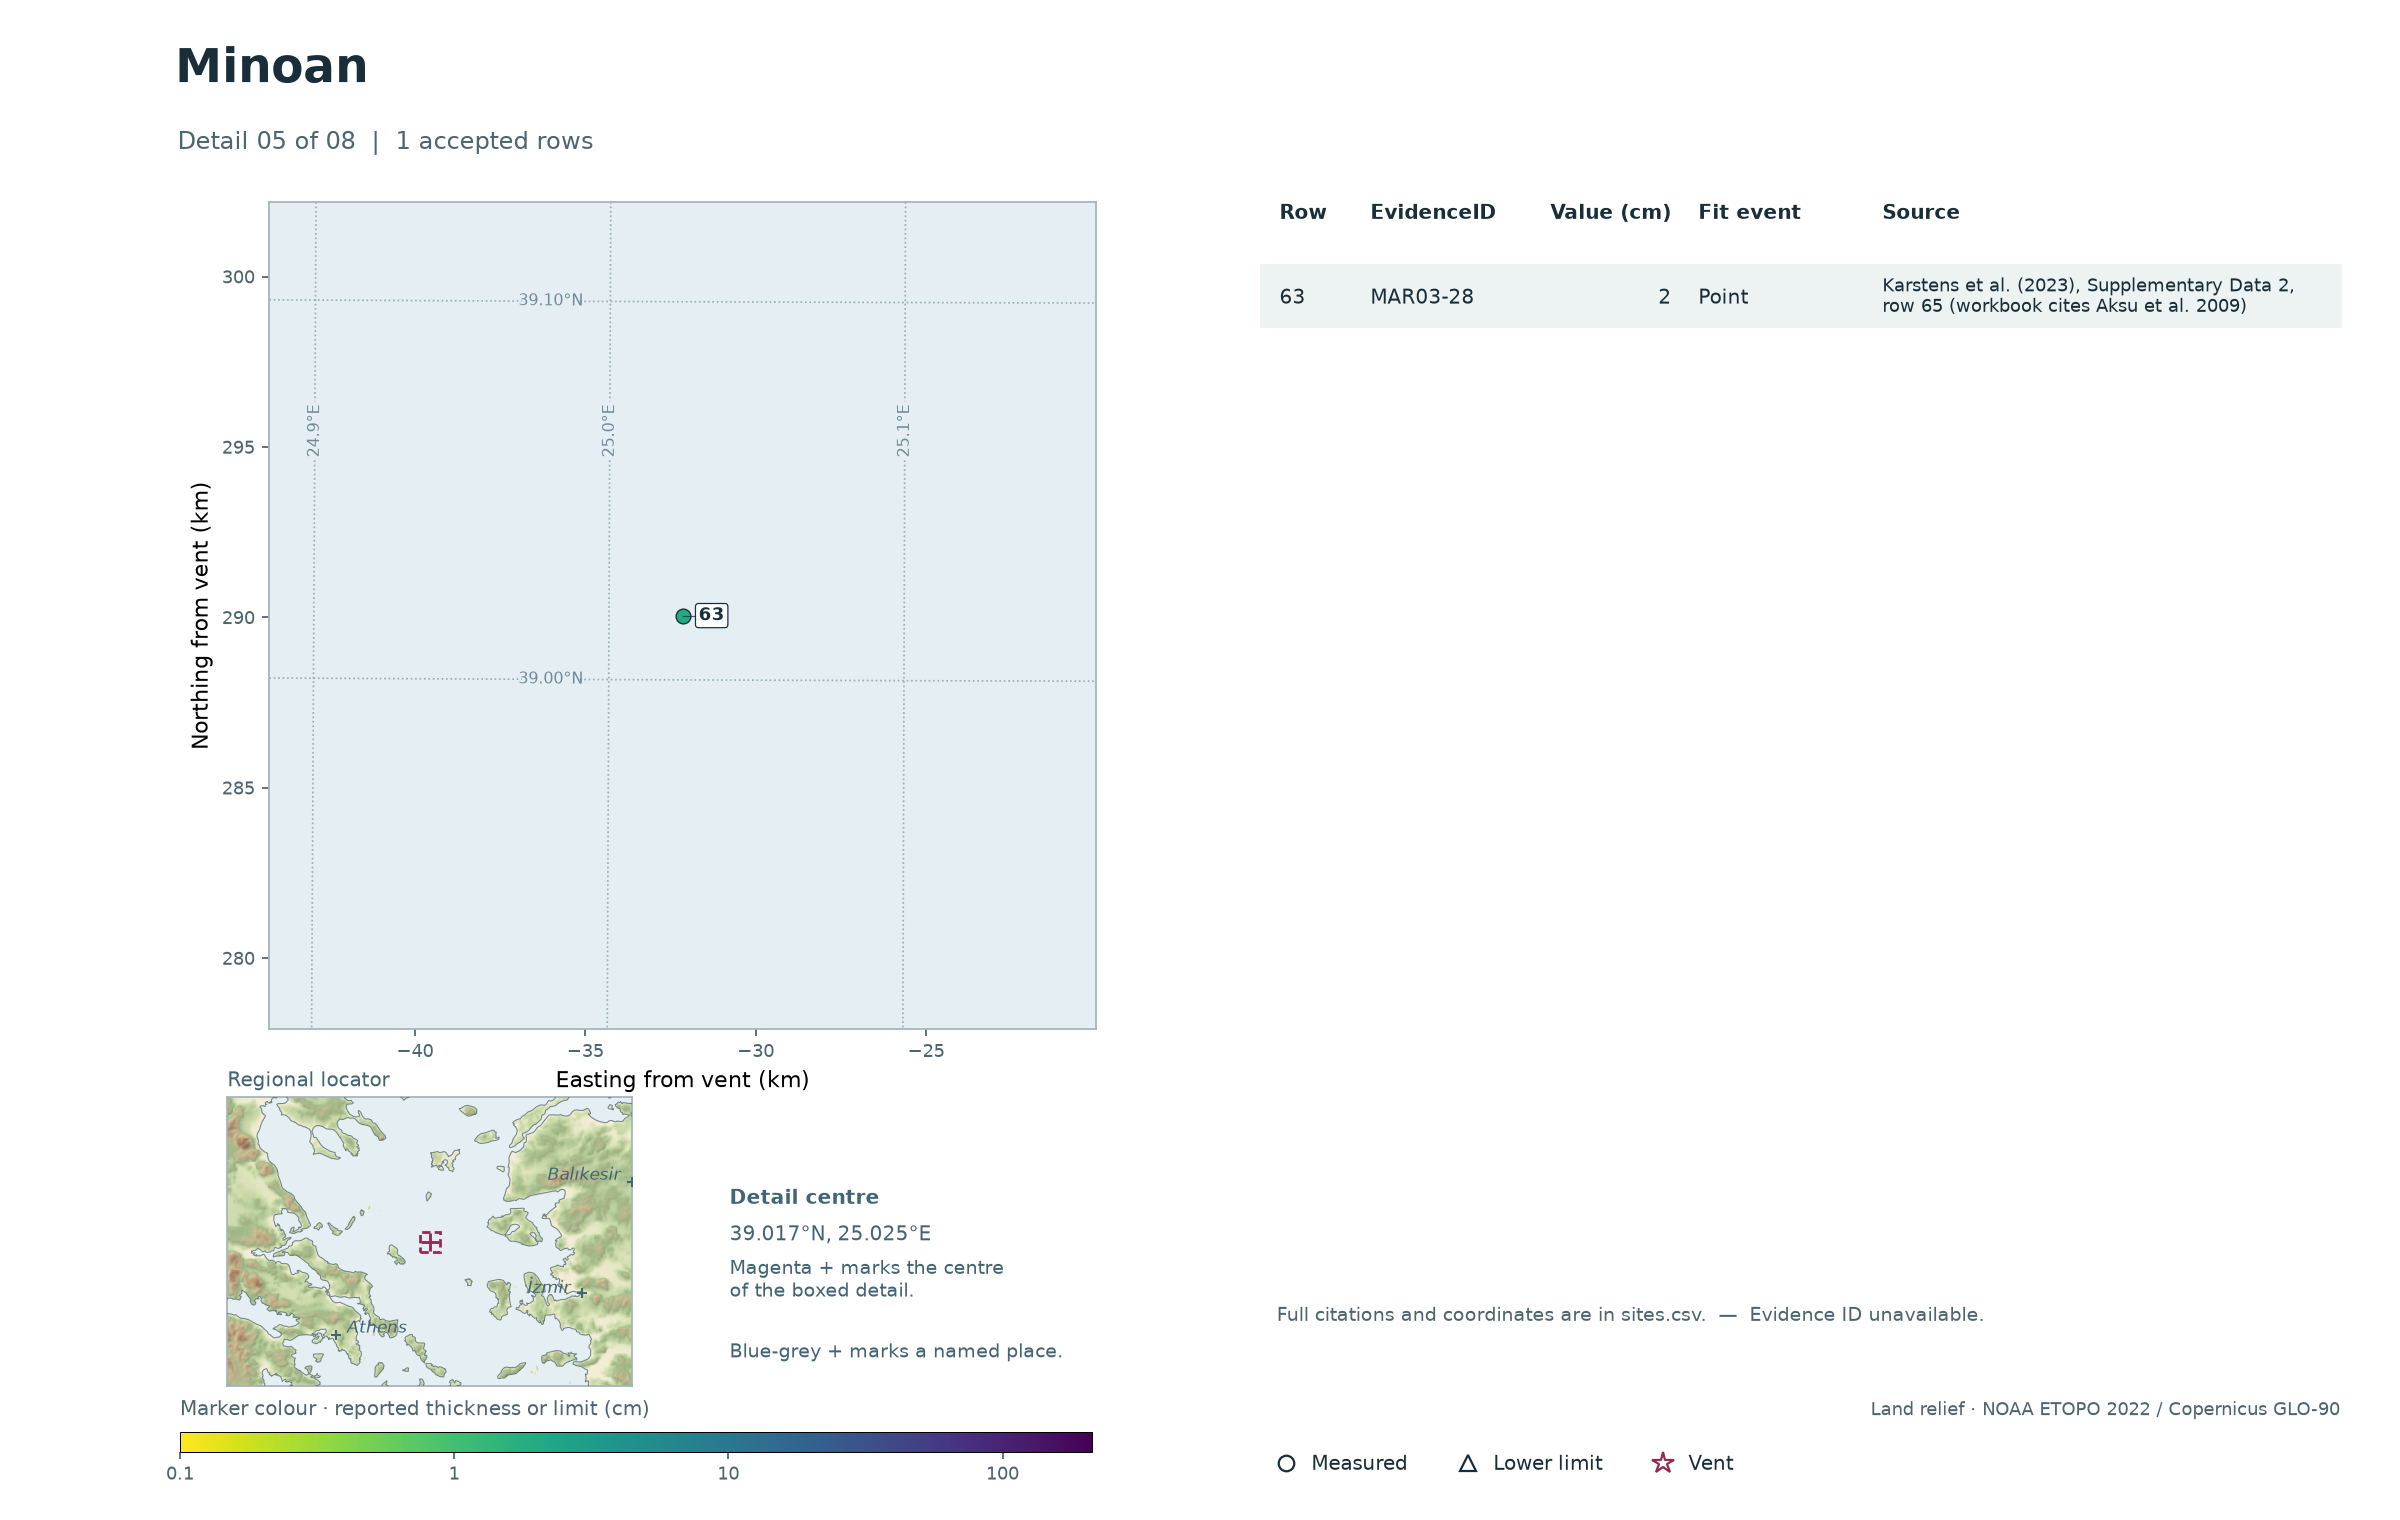 Minoan
Detail 05 of 08 | 1 accepted rows
300
295
290
285
280
Northing from vent (km)
39.10°N
39.00°N
24.9°E
25.0°E
25.1°E
63
−40
−35
−30
−25
Easting from vent (km)
Row EvidenceID Value (cm) Fit event Source
63 MAR03-28 2 Point Karstens et al. (2023), Supplementary Data 2,
row 65 (workbook cites Aksu et al. 2009)
Regional locator
Balıkesir
İzmir
Athens
Detail centre
39.017°N, 25.025°E
Magenta + marks the centre
of the boxed detail.
Blue-grey + marks a named place.
Full citations and coordinates are in sites.csv. — Evidence ID unavailable.
Marker colour · reported thickness or limit (cm)
0.1 1 10 100
Land relief · NOAA ETOPO 2022 / Copernicus GLO-90
Measured Lower limit Vent